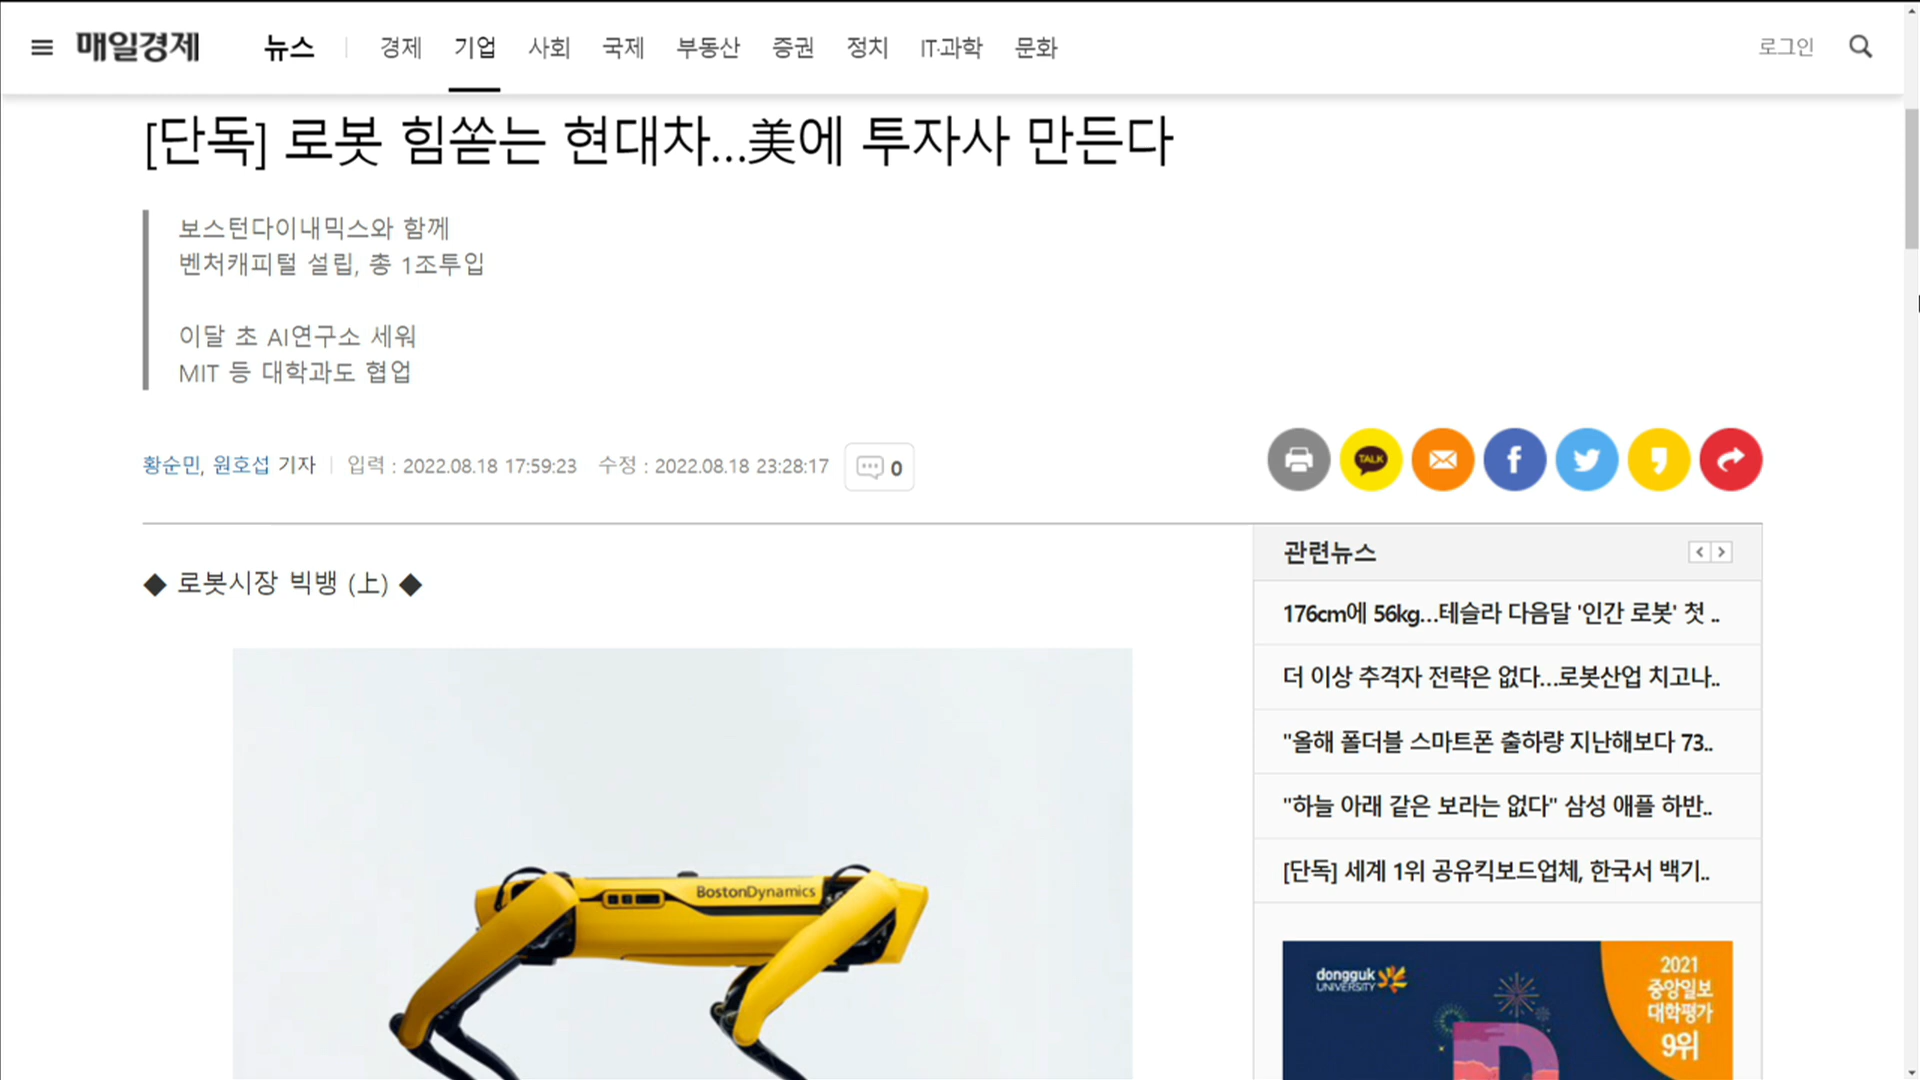 매일경제
뉴스
경제
기업
사회
국제
부동산
증권
정치
IT·과학
문화
로그인
[단독] 로봇 힘쏟는 현대차...美에 투자사 만든다
보스턴다이내믹스와 함께
벤처캐피털 설립, 총 1조투입
이달 초 AI연구소 세워
MIT 등 대학과도 협업
황순민, 원호섭 기자 입력 : 2022.08.18 17:59:23 수정 : 2022.08.18 23:28:17 0
TALK
◆ 로봇시장 빅뱅 (上) ◆
BostonDynamics
관련뉴스
176cm에 56kg...테슬라 다음달 '인간 로봇' 첫 ..
더 이상 추격자 전략은 없다...로봇산업 치고나..
"올해 폴더블 스마트폰 출하량 지난해보다 73..
"하늘 아래 같은 보라는 없다" 삼성 애플 하반..
[단독] 세계 1위 공유킥보드업체, 한국서 백기..
dongguk
UNIVERSITY
2021
중앙일보
대학평가
9위